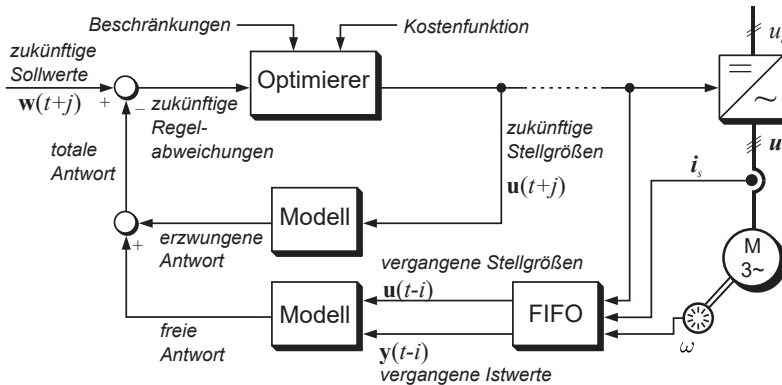 Beschränkungen
Kostenfunktion
zukünftige
Sollwerte
w(t+j)
+
−
Optimierer
zukünftige
Regel-
abweichungen
totale
Antwort
zukünftige
Stellgrößen
u(t+j)
=
~
u
i_s
Modell
+
erzwungene
Antwort
M
3~
vergangene Stellgrößen
u(t-i)
Modell
FIFO
freie
Antwort
y(t-i)
vergangene Istwerte
ω